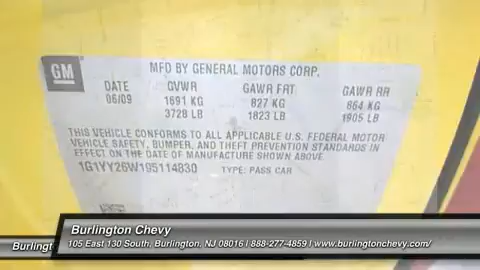 GM
MFD BY GENERAL MOTORS CORP.
DATE GVWR GAWR FRT GAWR RR
06/09 1691 KG 827 KG 864 KG
3728 LB 1823 LB 1905 LB
THIS VEHICLE CONFORMS TO ALL APPLICABLE U.S. FEDERAL MOTOR
VEHICLE SAFETY, BUMPER, AND THEFT PREVENTION STANDARDS IN
EFFECT ON THE DATE OF MANUFACTURE SHOWN ABOVE.
1G1YY26W195114830 TYPE: PASS CAR
Burlington Chevy
Burlingt
105 East 130 South, Burlington, NJ 08016 | 888-277-4859 | www.burlingtonchevy.com/
chevy.com/